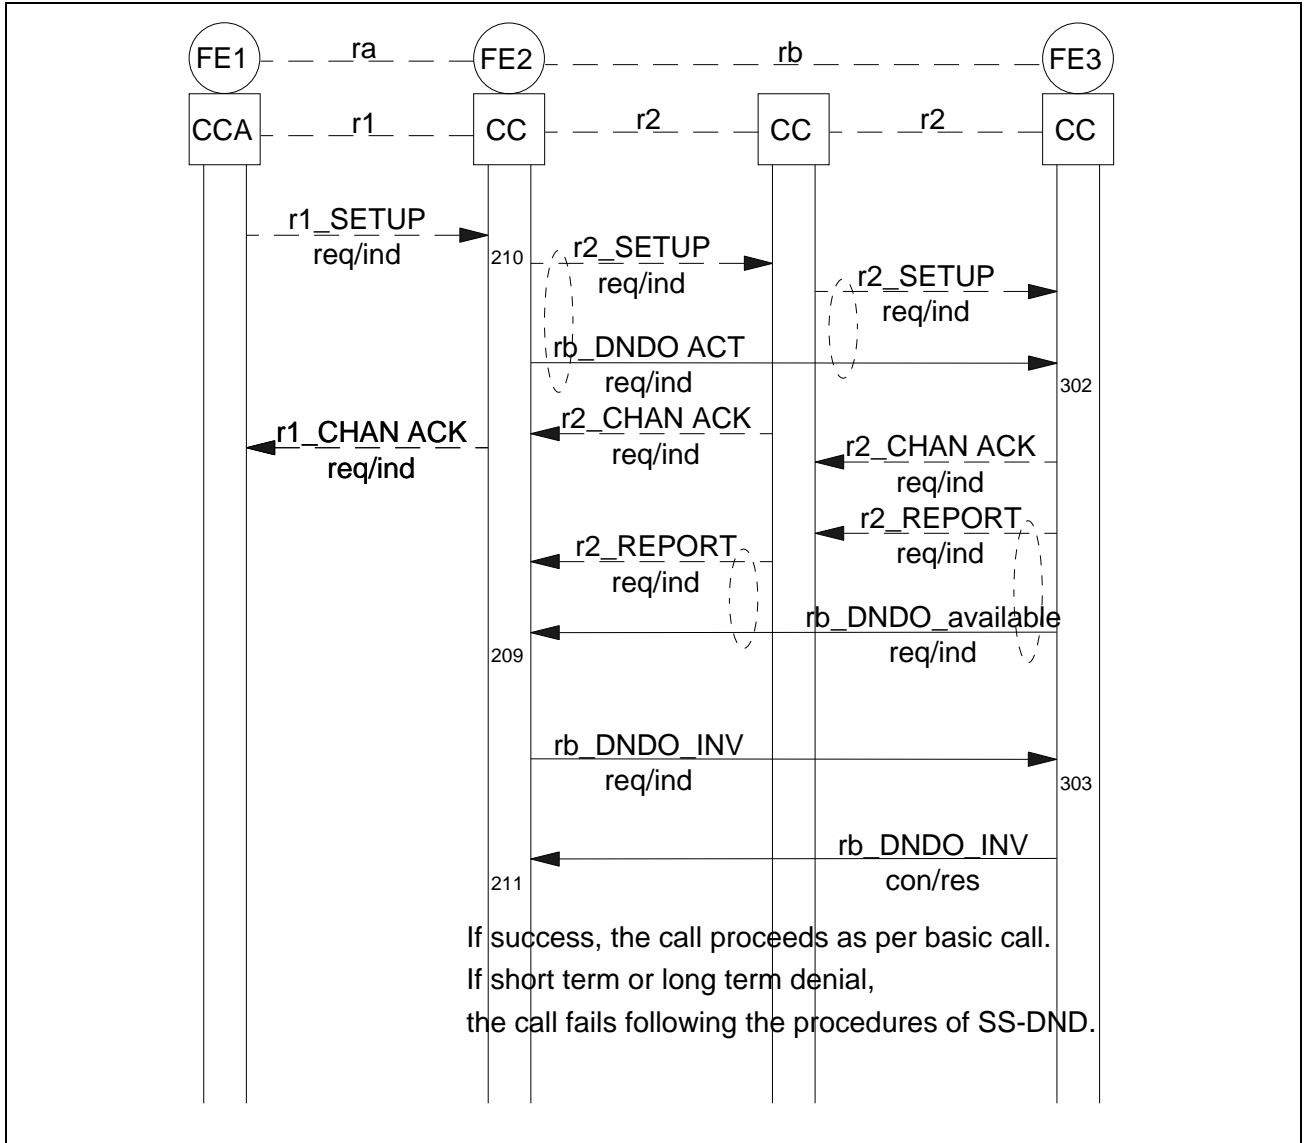 FE1 ra FE2 rb FE3
CCA r1 CC r2 CC r2 CC
r1_SETUP
req/ind
210
r2_SETUP
req/ind
r2_SETUP
req/ind
rb_DNDO ACT
req/ind
302
r1_CHAN ACK
req/ind
r2_CHAN ACK
req/ind
r2_CHAN ACK
req/ind
r2_REPORT
req/ind
r2_REPORT
req/ind
rb_DNDO_available
req/ind
209
rb_DNDO_INV
req/ind
303
rb_DNDO_INV
con/res
211
If success, the call proceeds as per basic call.
If short term or long term denial,
the call fails following the procedures of SS-DND.